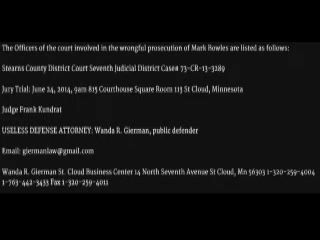 The Officers of the court involved in the wrongful prosecution of Mark Bowles are listed as follows:
Stearns County District Court Seventh Judicial District Case# 73-CR-13-3289
Jury Trial: June 24, 2014, 9am 815 Courthouse Square Room 113 St Cloud, Minnesota
Judge Frank Kundrat
USELESS DEFENSE ATTORNEY: Wanda R. Gierman, public defender
Email: giermanlaw@gmail.com
Wanda R. Gierman St. Cloud Business Center 14 North Seventh Avenue St Cloud, Mn 56303 1-320-259-4004
1-763-442-3433 Fax 1-320-259-4011